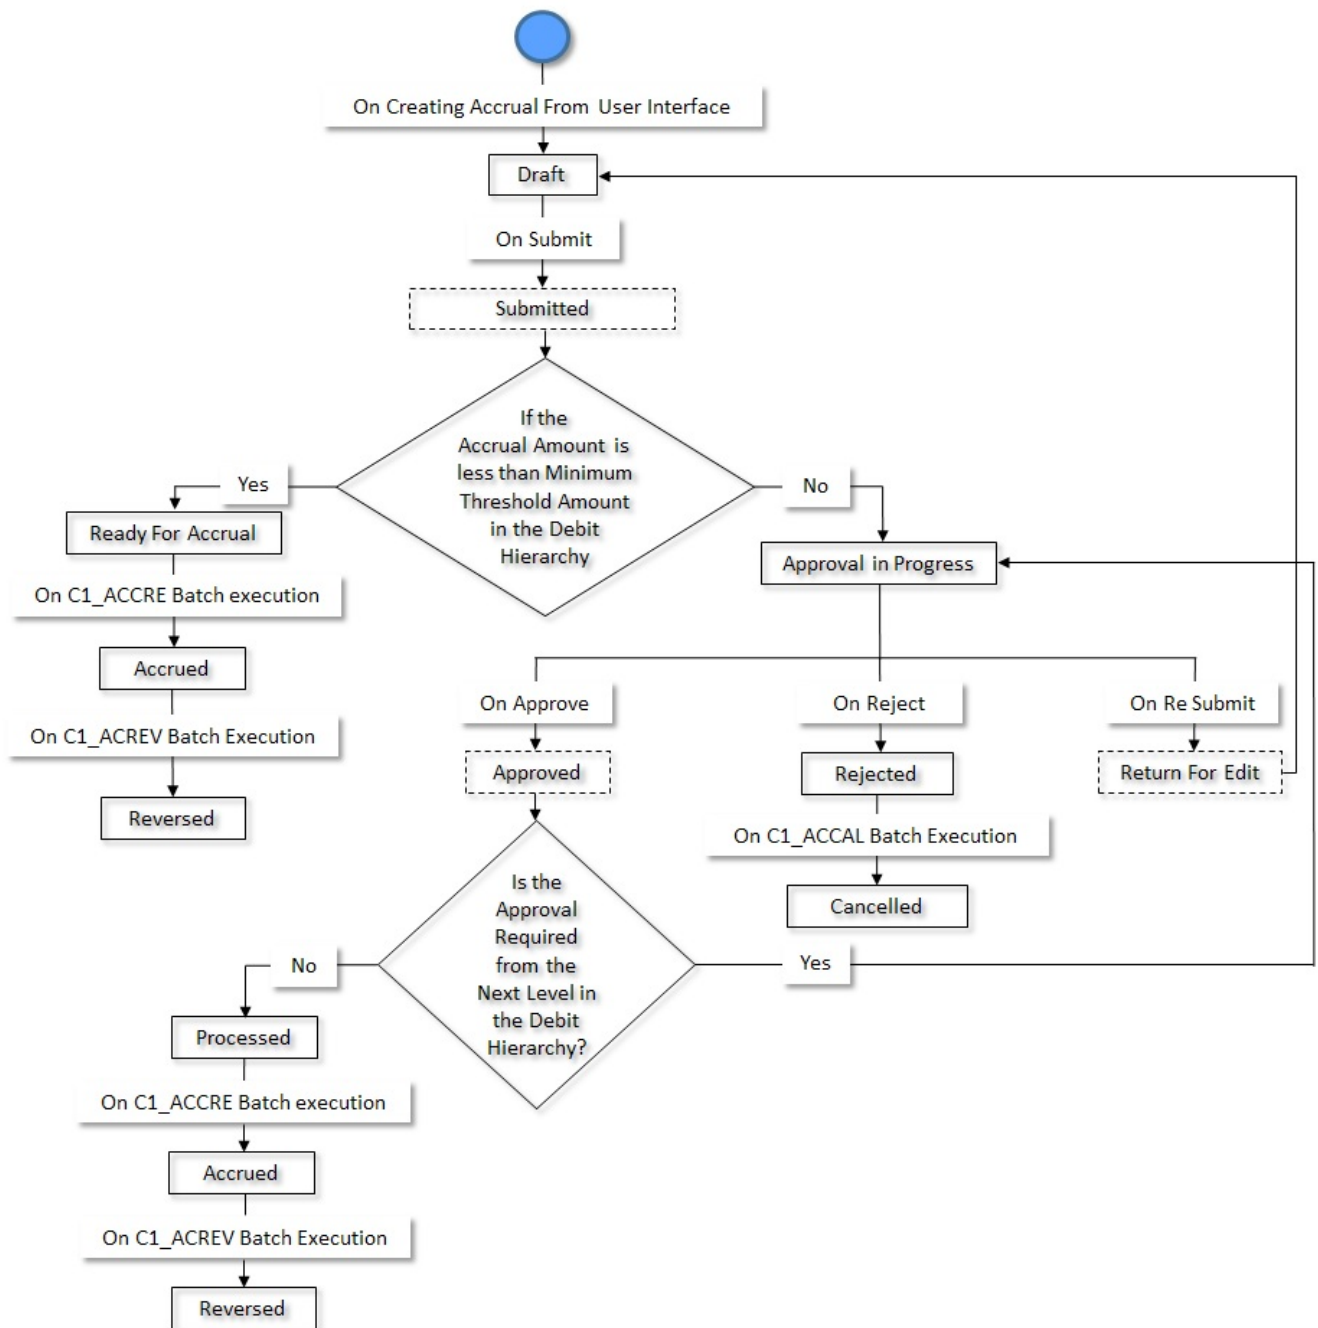 On Creating Accrual From User Interface
Draft
On Submit
Submitted
If the
Accrual Amount is
less than Minimum
Threshold Amount
in the Debit
Hierarchy
Yes
No
Ready For Accrual
Approval in Progress
On C1_ACCRE Batch execution
Accrued
On C1_ACREV Batch Execution
Reversed
On Approve
On Reject
On Re Submit
Approved
Rejected
Return For Edit
On C1_ACCAL Batch Execution
Cancelled
Is the
Approval
Required
from the
Next Level in
the Debit
Hierarchy?
No
Yes
Processed
On C1_ACCRE Batch execution
Accrued
On C1_ACREV Batch Execution
Reversed